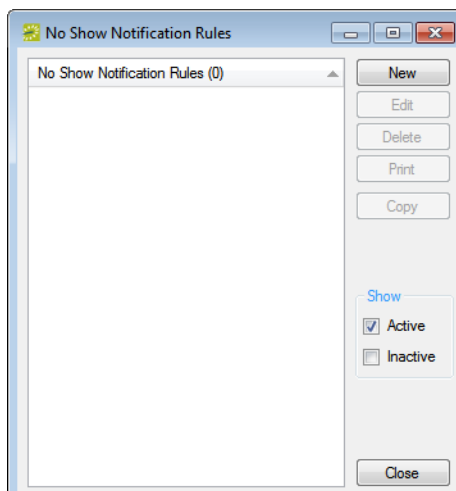 No Show Notification Rules
No Show Notification Rules (0)
New
Edit
Delete
Print
Copy
Show
Active
Inactive
Close